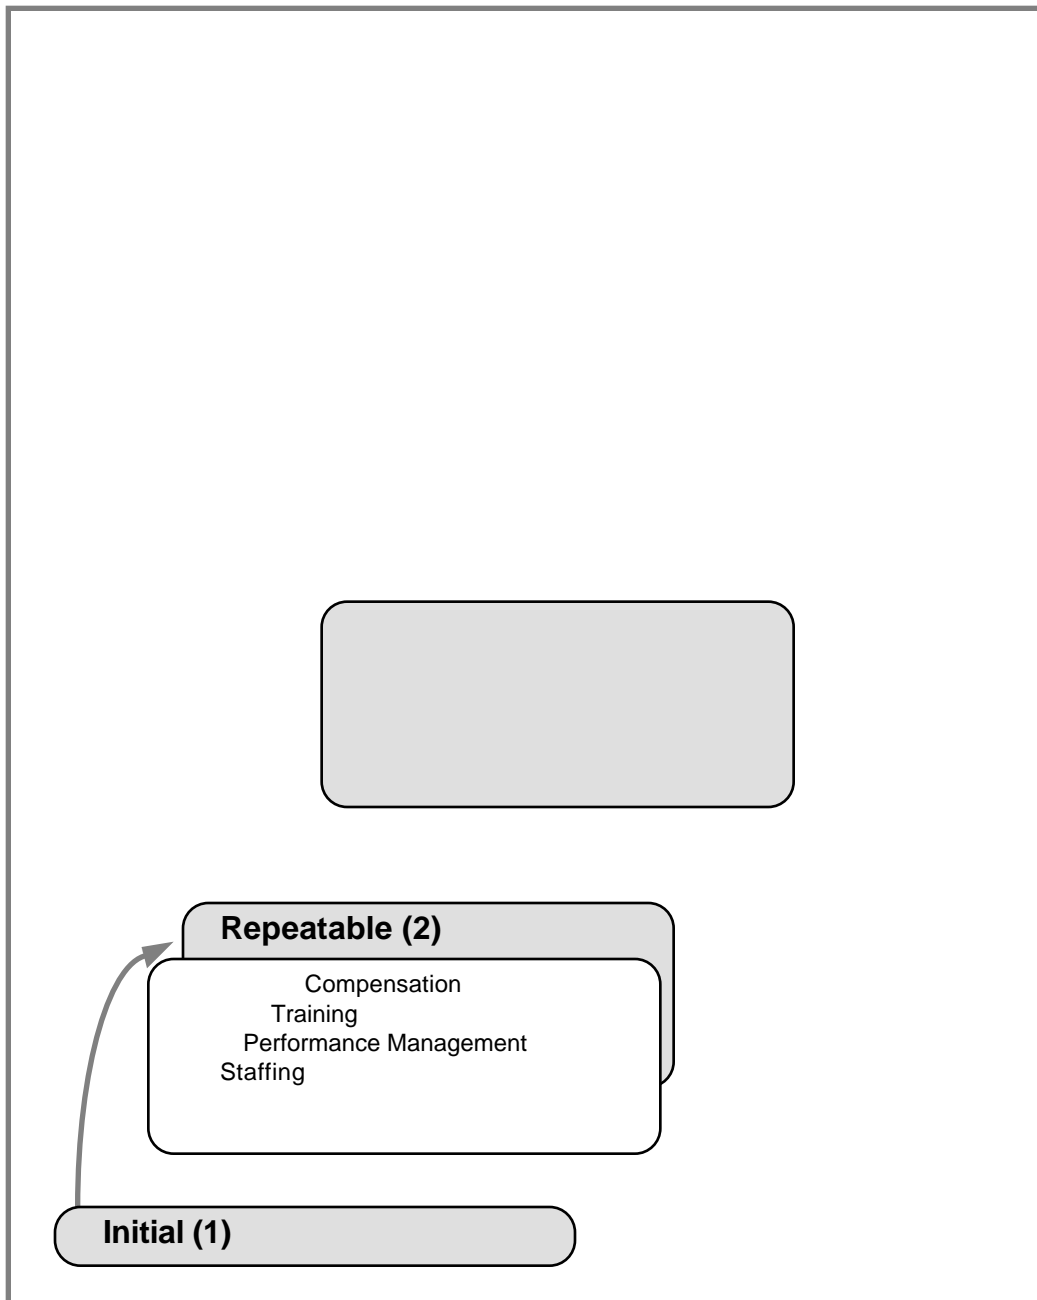 Repeatable (2)
Compensation
Training
Performance Management
Staffing
Initial (1)